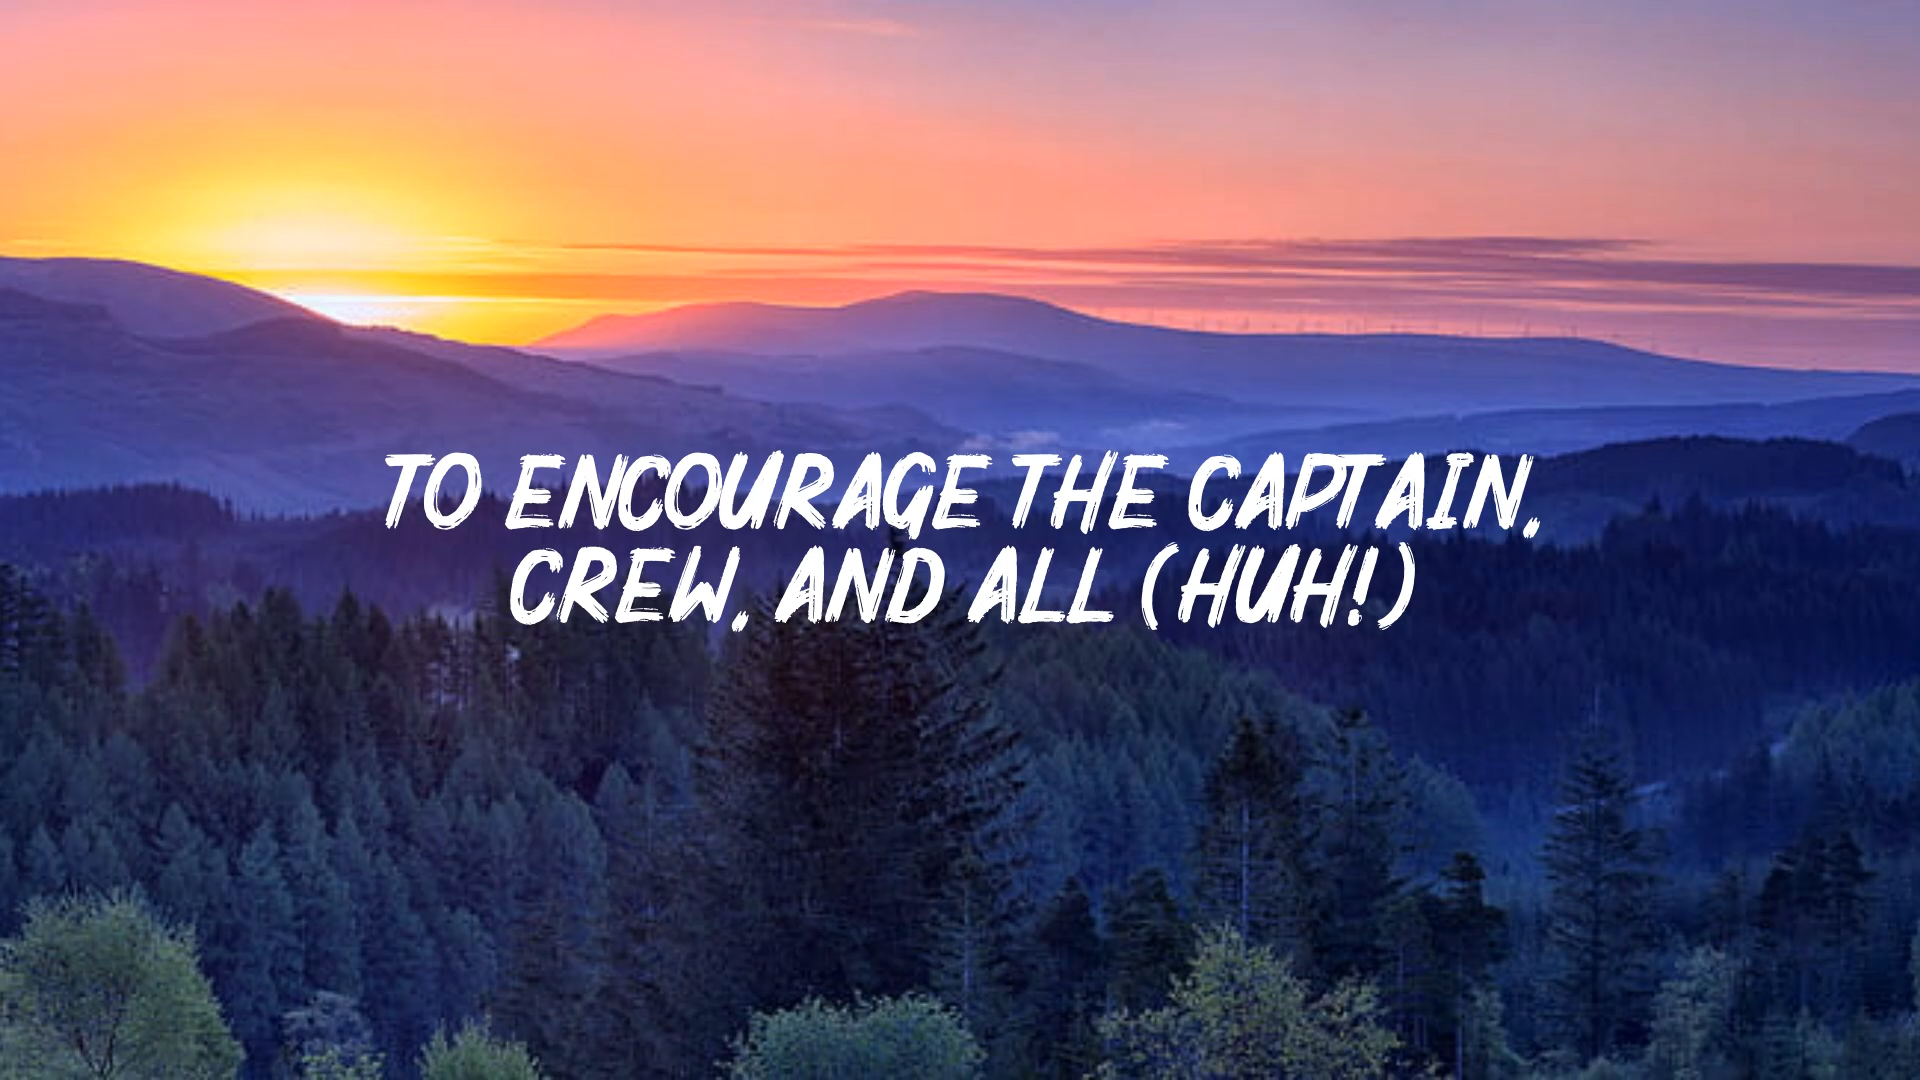 TO ENCOURAGE THE CAPTAIN,
CREW, AND ALL (HUH!)